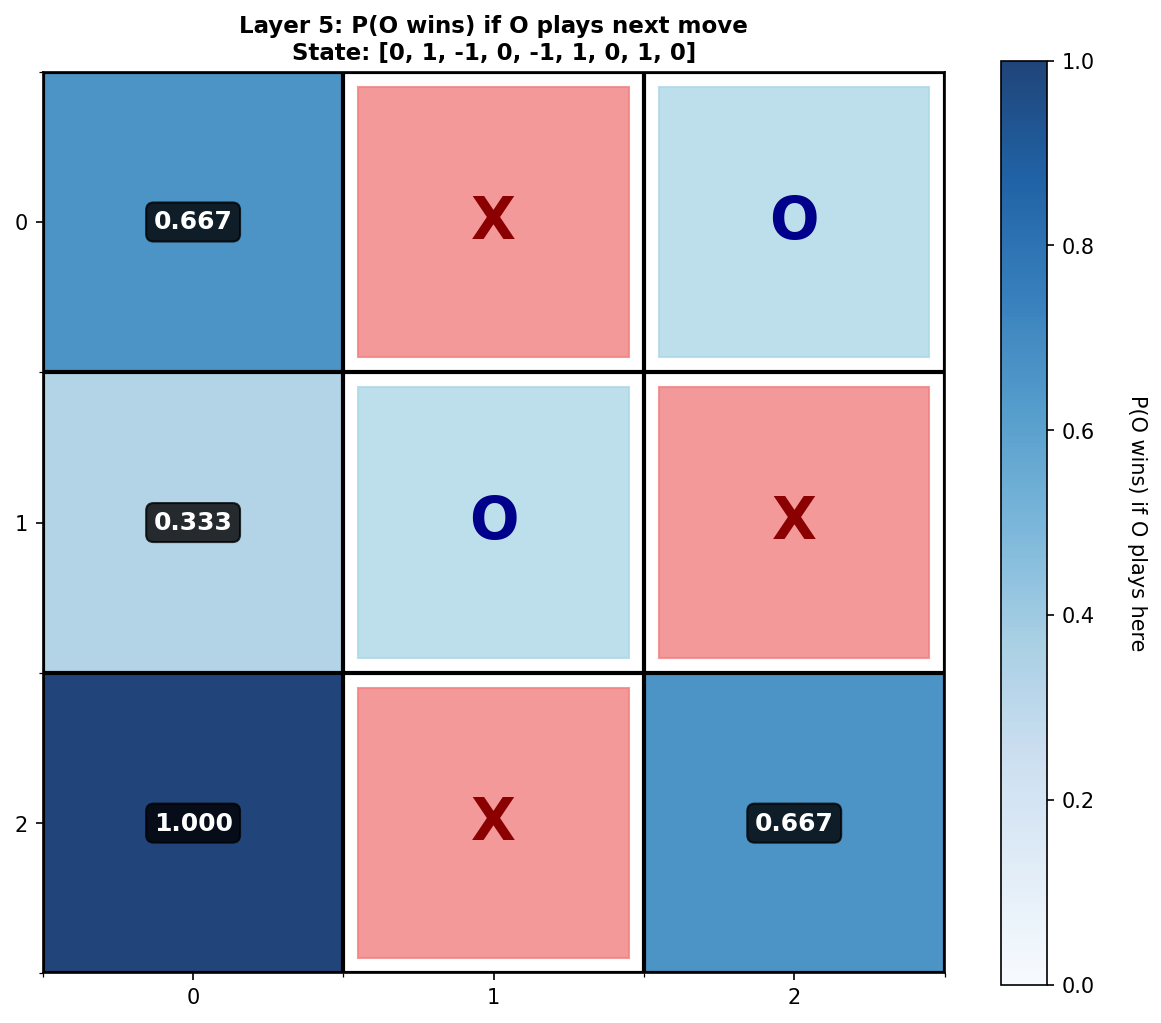 Layer 5: P(O wins) if O plays next move
State: [0, 1, -1, 0, -1, 1, 0, 1, 0]
0
0.667
X
O
1
0.333
O
X
2
1.000
X
0.667
0
1
2
1.0
0.8
0.6
0.4
0.2
0.0
P(O wins) if O plays here